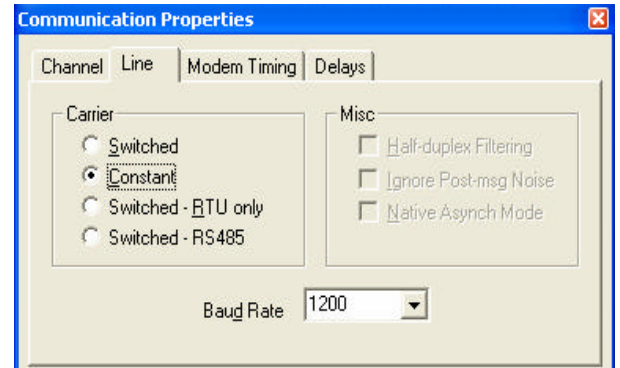 Communication Properties
Channel Line Modem Timing Delays
Carrier
Switched
Constant
Switched - RTU only
Switched - RS485
Misc
Half-duplex Filtering
Ignore Post-msg Noise
Native Asynch Mode
Baud Rate 1200